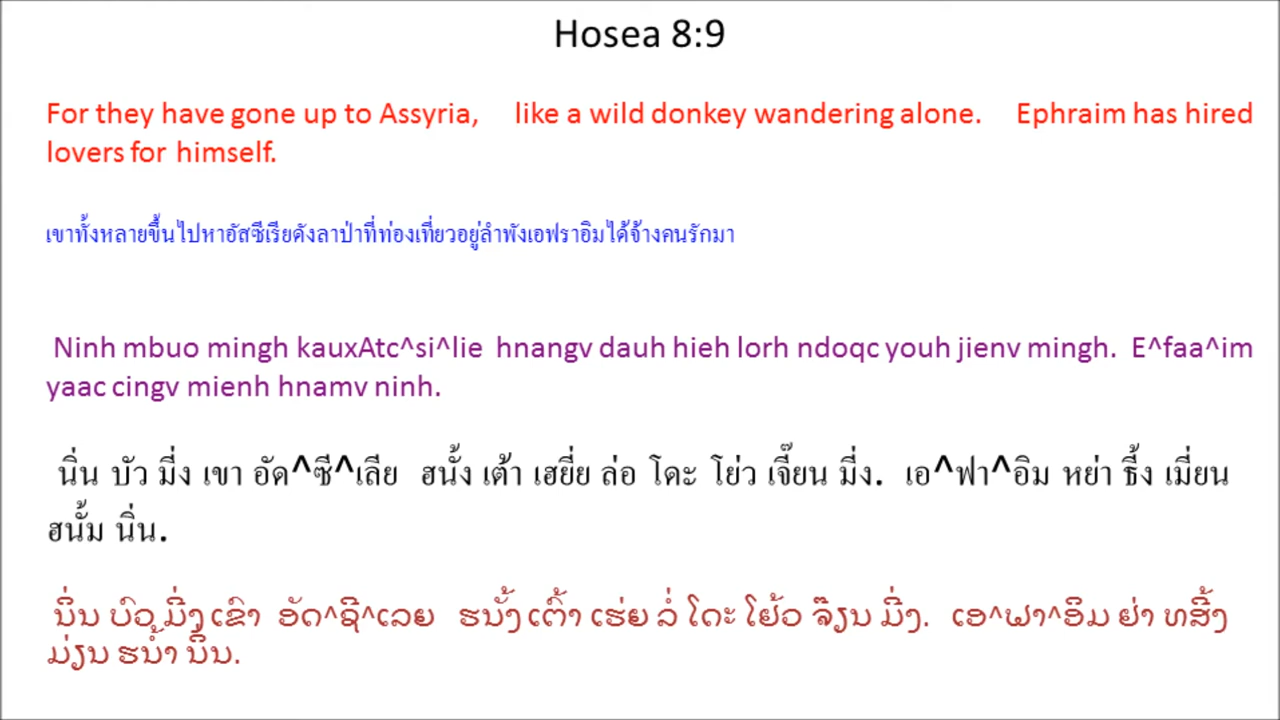 Hosea 8:9
For they have gone up to Assyria, like a wild donkey wandering alone. Ephraim has hired
lovers for himself.
เขาทั้งหลายขึ้นไปหาอัสซีเรียดังลาป่าที่ท่องเที่ยวอยู่ลำพังเอฟราอิมได้จ้างคนรักมา
Ninh mbuo mingh kauxAtc^si^lie hnangv dauh hieh lorh ndoqc youh jienv mingh. E^faa^im
yaac cingv mienh hnamv ninh.
นิ่น บัว มี่ง เขา อัด^ซี^เลีย ฮนั้ง เต้า เฮยี่ย ล่อ โดะ โย่ว เจี๊ยน มี่ง. เอ^ฟา^อิม หย่า ธี้ง เมี่ยน
ฮนั้ม นิ่น.
ນິ່ນ ບົວ ມີ່ງ ເຂົາ ອັດ^ຊີ^ເລຍ ຮນັ້ງ ເຕົ້າ ເຮ່ຍ ລໍ່ ໂດະ ໂຢ້ວ ຈ໊ຽນ ມີ່ງ. ເອ^ຟາ^ອິມ ຢ່າ ທສີ້ງ
ມ່ຽນ ຮນ້ຳ ນິ່ນ.